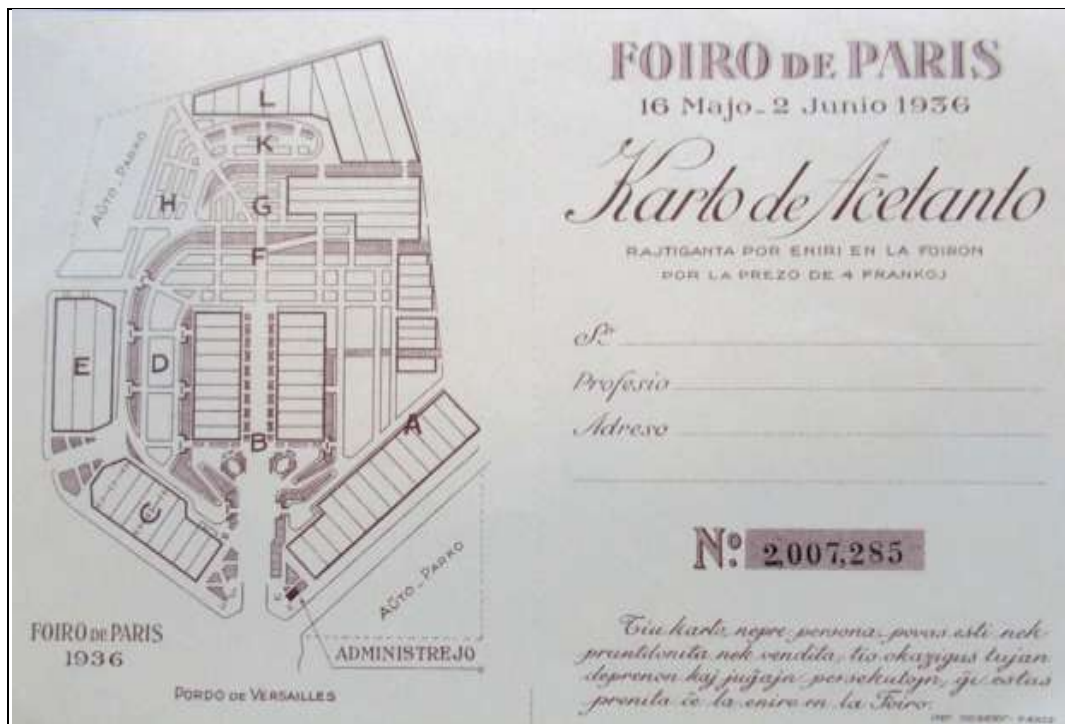 L
K
AŬTO-PARKO
H
G
F
E
D
A
B
C
AŬTO-PARKO
ADMINISTREJO
FOIRO DE PARIS
1936
PORDO DE VERSAILLES
FOIRO DE PARIS
16 Majo - 2 Junio 1936
Karto de Aĉetanto
RAJTIGANTA POR ENIRI EN LA FOIRON
POR LA PREZO DE 4 FRANKOJ
So
Profesio
Adreso
No. 2,007,285
Tiu karto, nepre persona, povas esti nek
nek vendita, tio okazigus tujan
deprenon kaj juĝajn persekutojn, ĝi estas
prenita ĉe la eniro en la Foiro.